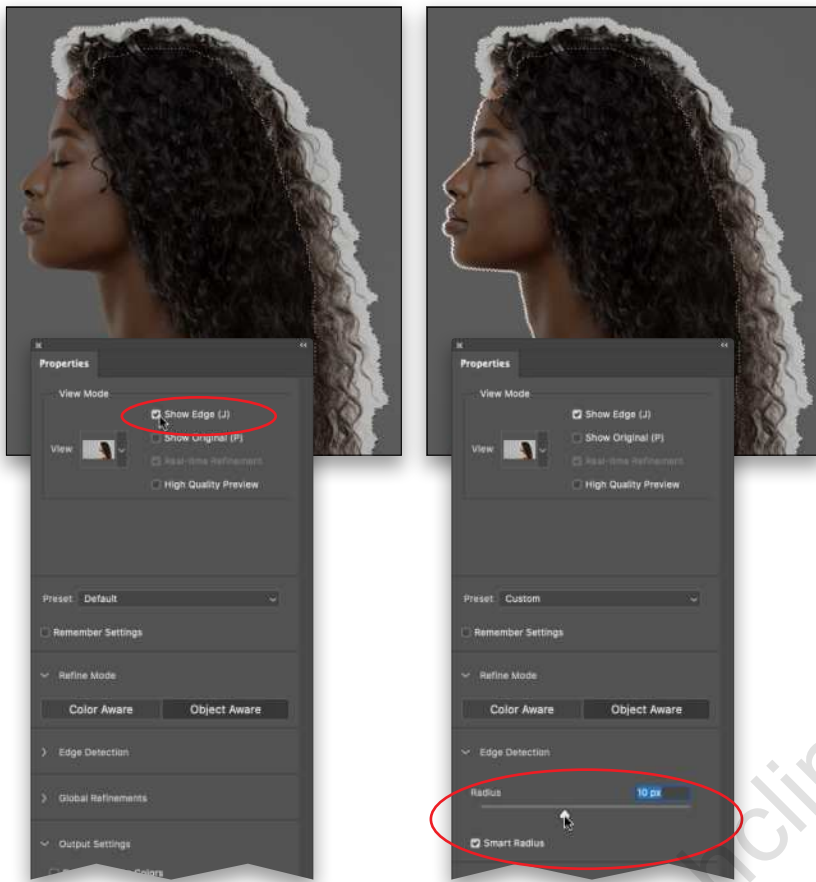 Properties
View Mode
Show Edge (J)
Show Original (P)
View
Real-time Refinement
High Quality Preview
Preset: Default
Remember Settings
Refine Mode
Color Aware Object Aware
Edge Detection
Global Refinements
Output Settings
Colors
Properties
View Mode
Show Edge (J)
Show Original (P)
View
Real-time Refinement
High Quality Preview
Preset: Custom
Remember Settings
Refine Mode
Color Aware Object Aware
Edge Detection
Radius 10 px
Smart Radius